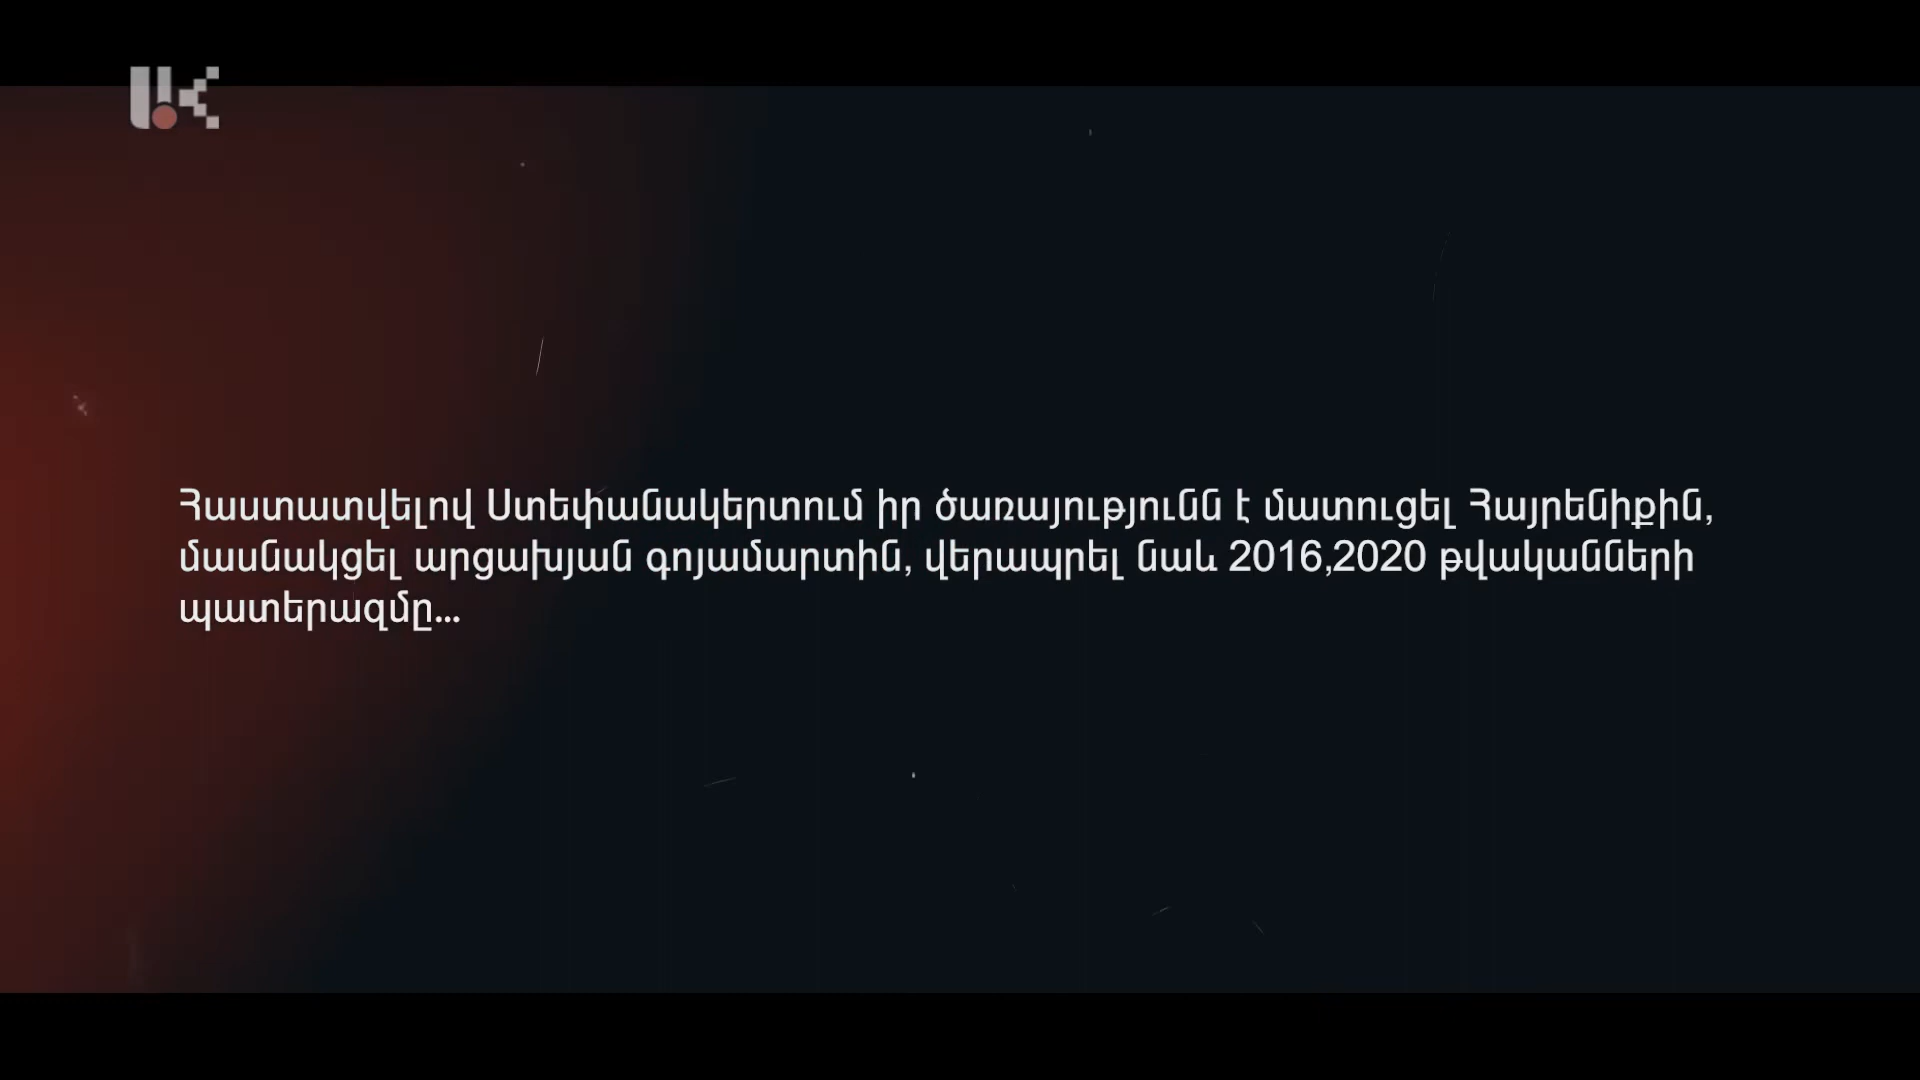 Հաստատվելով Ստեփանակերտում իր ծառայությունն է մատուցել Հայրենիքին,
մասնակցել արցախյան գոյամարտին, վերապրել նաև 2016,2020 թվականների
պատերազմը...